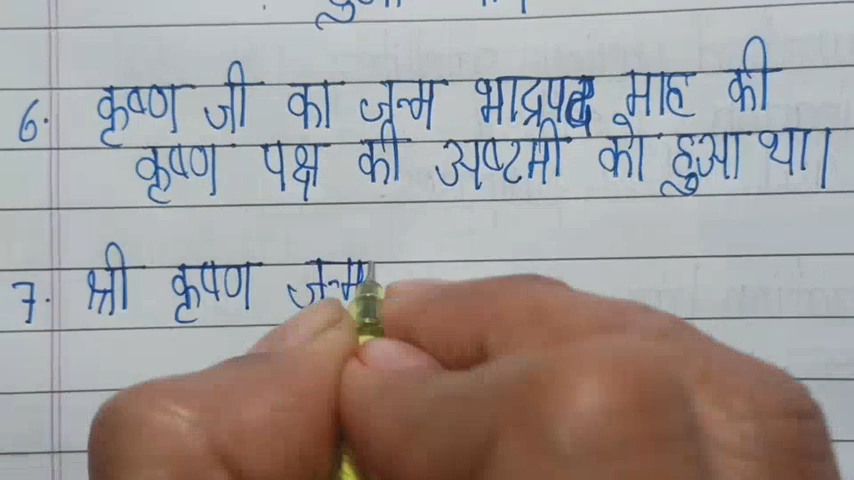 6. कृष्ण जी का जन्म भाद्रपद माह की
कृष्ण पक्ष की अष्टमी को हुआ था।
7. श्री कृष्ण जन्म